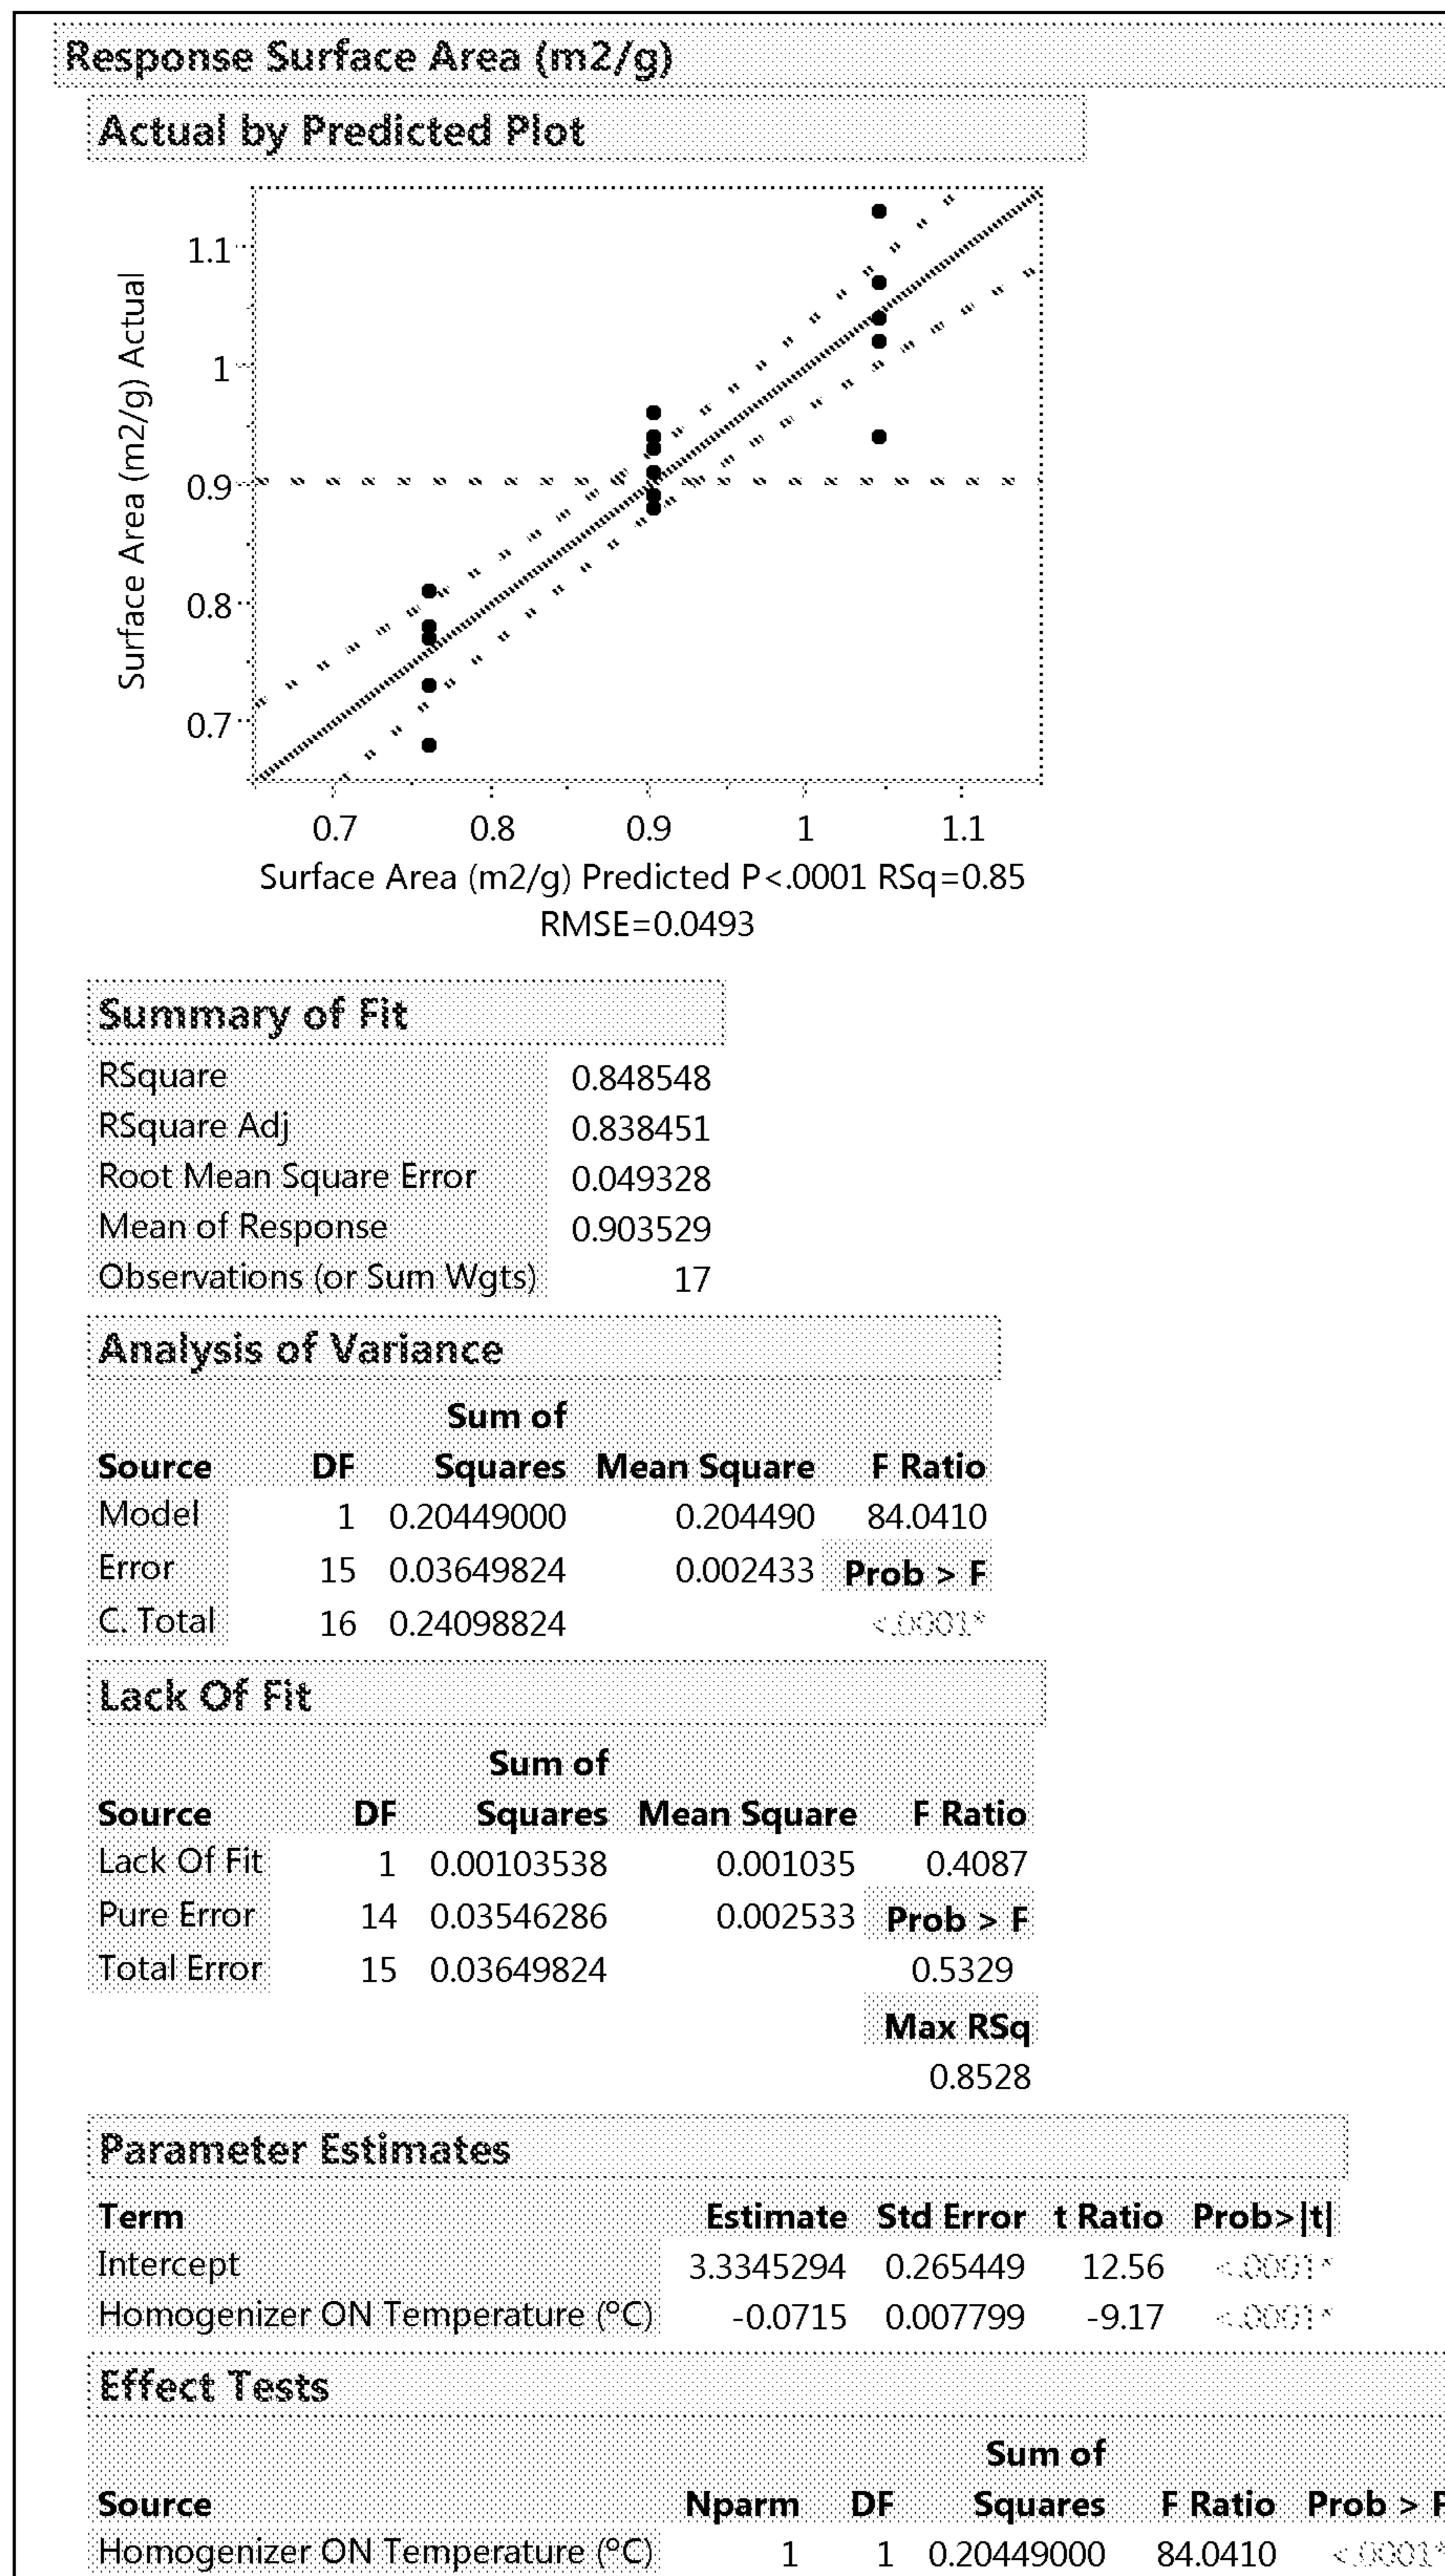 Response Surface Area (m2/g)
Actual by Predicted Plot
Surface Area (m2/g) Actual
1.1
1
0.9
0.8
0.7
0.7 0.8 0.9 1 1.1
Surface Area (m2/g) Predicted P<.0001 RSq=0.85
RMSE=0.0493
Summary of Fit
RSquare 0.848548
RSquare Adj 0.838451
Root Mean Square Error 0.049328
Mean of Response 0.903529
Observations (or Sum Wgts) 17
Analysis of Variance
Sum of
Source DF Squares Mean Square F Ratio
Model 1 0.20449000 0.204490 84.0410
Error 15 0.03649824 0.002433 Prob > F
C. Total 16 0.24098824 <.0001*
Lack Of Fit
Sum of
Source DF Squares Mean Square F Ratio
Lack Of Fit 1 0.00103538 0.001035 0.4087
Pure Error 14 0.03546286 0.002533 Prob > F
Total Error 15 0.03649824 0.5329
Max RSq
0.8528
Parameter Estimates
Term Estimate Std Error t Ratio Prob>|t|
Intercept 3.3345294 0.265449 12.56 <.0001*
Homogenizer ON Temperature (°C) -0.0715 0.007799 -9.17 <.0001*
Effect Tests
Sum of
Source Nparm DF Squares F Ratio Prob > F
Homogenizer ON Temperature (°C) 1 1 0.20449000 84.0410 <.0001*